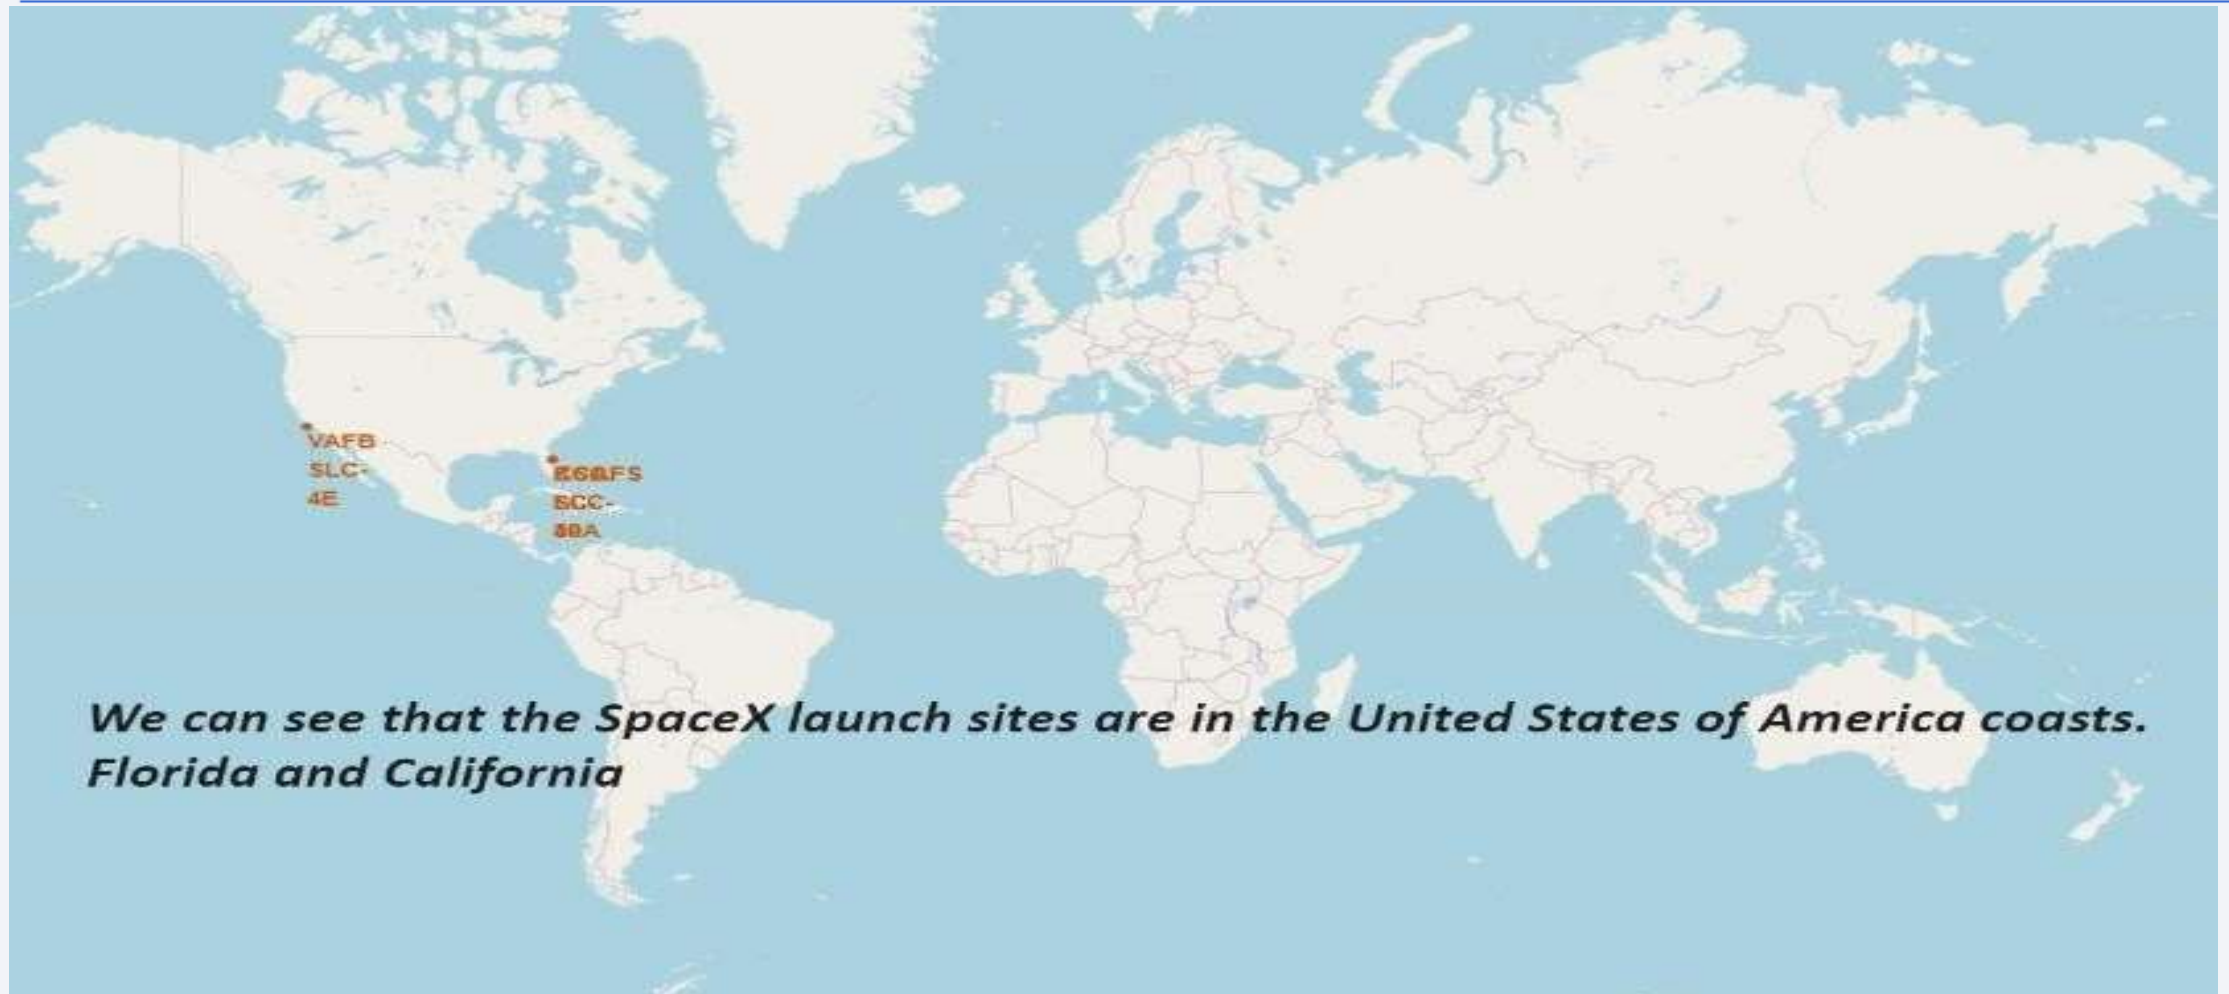 VAFB
SLC-
4E
We can see that the SpaceX launch sites are in the United States of America coasts.
Florida and California